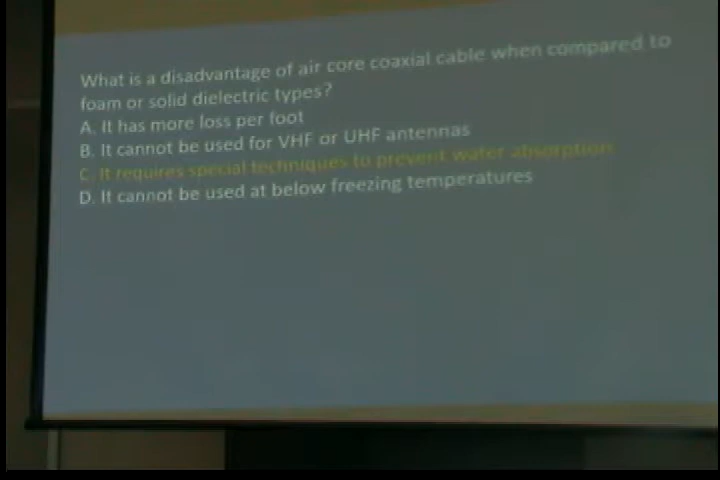 What is a disadvantage of air core coaxial cable when compared to
foam or solid dielectric types?
A. It has more loss per foot
B. It cannot be used for VHF or UHF antennas
C. It requires special techniques to prevent water absorption
D. It cannot be used at below freezing temperatures